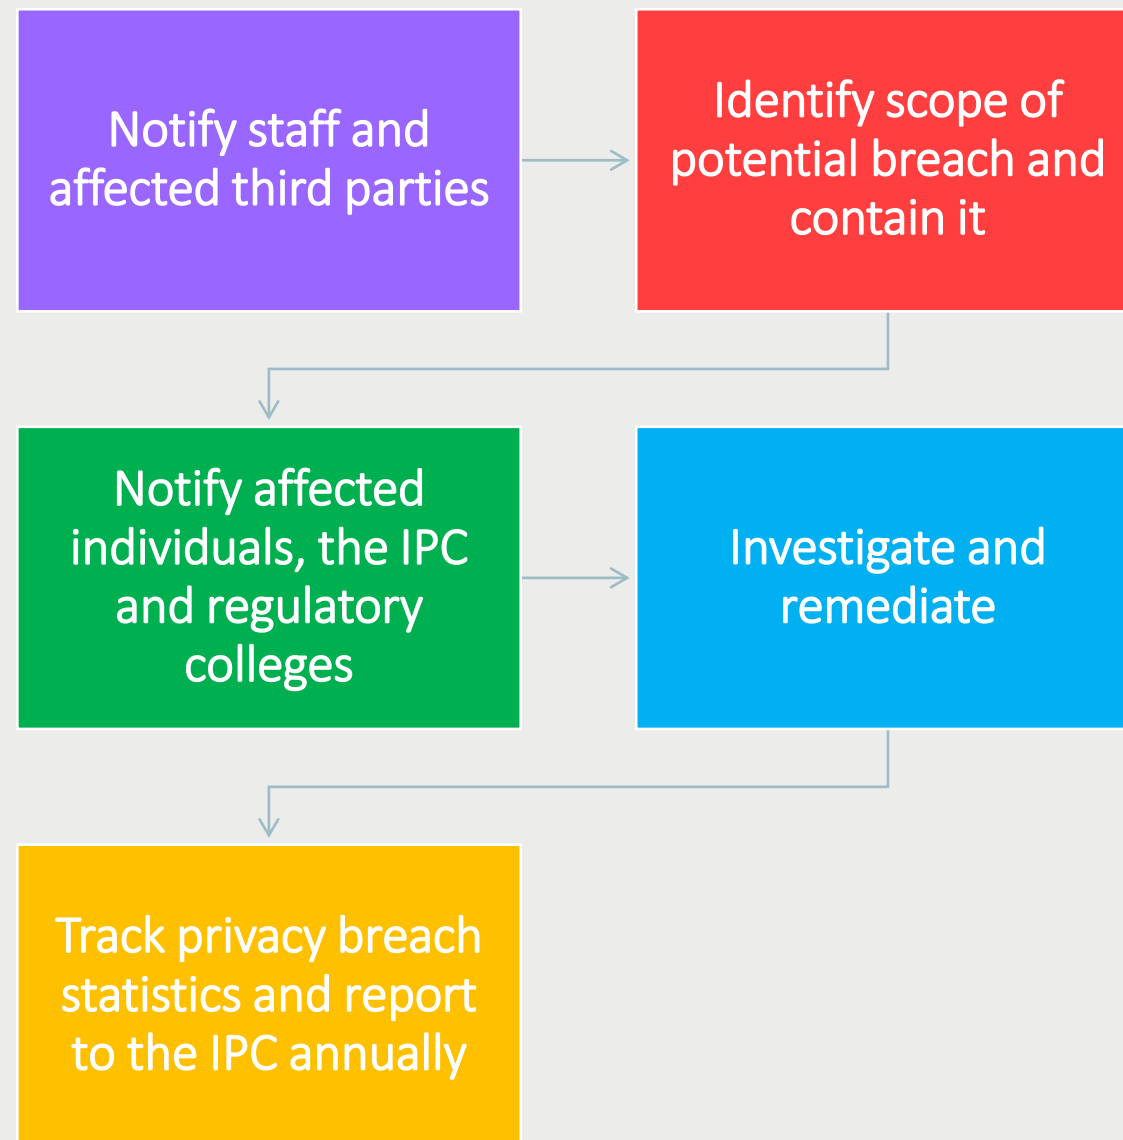 Notify staff and
affected third parties
Identify scope of
potential breach and
contain it
Notify affected
individuals, the IPC
and regulatory
colleges
Investigate and
remediate
Track privacy breach
statistics and report
to the IPC annually